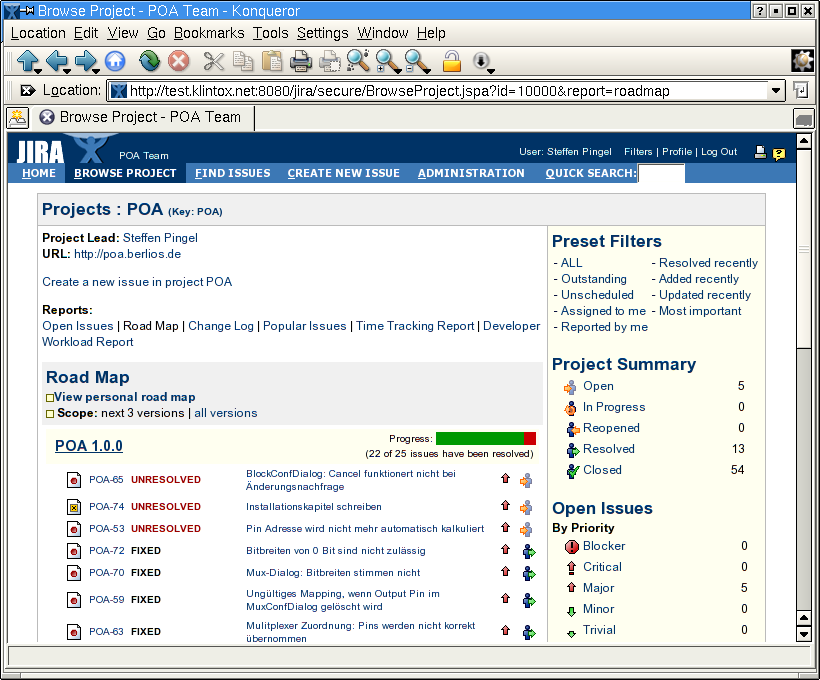 Browse Project - POA Team - Konqueror
Location Edit View Go Bookmarks Tools Settings Window Help
Location: http://test.klintox.net:8080/jira/secure/BrowseProject.jspa?id=10000&report=roadmap
Browse Project - POA Team
JIRA POA Team User: Steffen Pingel Filters | Profile | Log Out
HOME BROWSE PROJECT FIND ISSUES CREATE NEW ISSUE ADMINISTRATION QUICK SEARCH:
Projects : POA (Key: POA)
Project Lead: Steffen Pingel
URL: http://poa.berlios.de
Create a new issue in project POA
Reports:
Open Issues | Road Map | Change Log | Popular Issues | Time Tracking Report | Developer
Workload Report
Road Map
View personal road map
Scope: next 3 versions | all versions
POA 1.0.0
Progress:
(22 of 25 issues have been resolved)
POA-65 UNRESOLVED BlockConfDialog: Cancel funktionert nicht bei
Änderungsnachfrage
POA-74 UNRESOLVED Installationskapitel schreiben
POA-53 UNRESOLVED Pin Adresse wird nicht mehr automatisch kalkuliert
POA-72 FIXED Bitbreiten von 0 Bit sind nicht zulässig
POA-70 FIXED Mux-Dialog: Bitbreiten stimmen nicht
POA-59 FIXED Ungültiges Mapping, wenn Output Pin im
MuxConfDialog gelöscht wird
POA-63 FIXED Mulitplexer Zuordnung: Pins werden nicht korrekt
übernommen
Preset Filters
- ALL - Resolved recently
- Outstanding - Added recently
- Unscheduled - Updated recently
- Assigned to me - Most important
- Reported by me
Project Summary
Open 5
In Progress 0
Reopened 0
Resolved 13
Closed 54
Open Issues
By Priority
Blocker 0
Critical 0
Major 5
Minor 0
Trivial 0